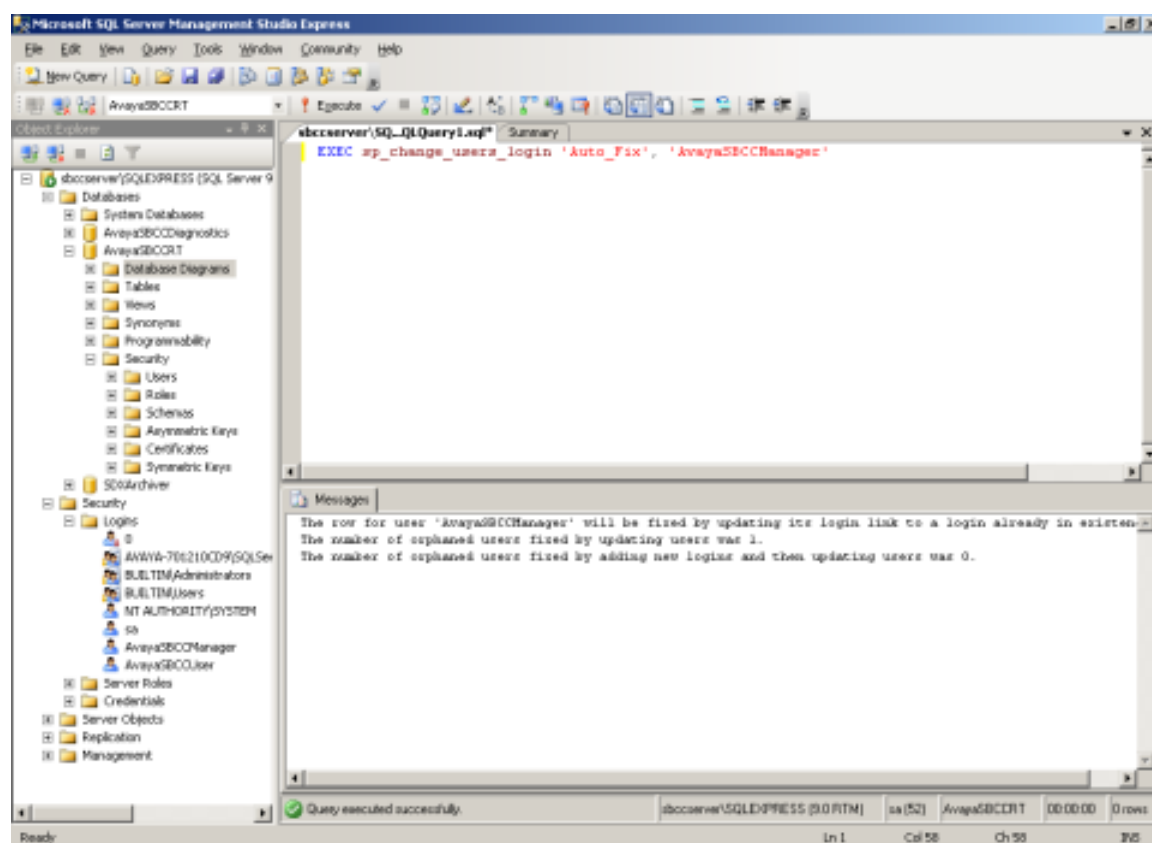 Microsoft SQL Server Management Studio Express
File Edit View Query Tools Window Community Help
New Query
AvayaSBCCRT
Execute
Object Explorer
sbccserver\SQ...QLQuery1.sql*
Summary
EXEC sp_change_users_login 'Auto_Fix', 'AvayaSBCCManager'
sbccserver\SQLEXPRESS (SQL Server 9
Databases
System Databases
AvayaSBCCDiagnostics
AvayaSBCCRT
Database Diagrams
Tables
Views
Synonyms
Programmability
Security
Users
Roles
Schemas
Asymmetric Keys
Certificates
Symmetric Keys
SDXArchiver
Security
Logins
AVAYA-701210CD9\SQLSer
BUILTIN\Administrators
BUILTIN\Users
NT AUTHORITY\SYSTEM
sa
AvayaSBCCManager
AvayaSBCCUser
Server Roles
Credentials
Server Objects
Replication
Management
Messages
The row for user 'AvayaSBCCManager' will be fixed by updating its login link to a login already in existen
The number of orphaned users fixed by updating users was 1.
The number of orphaned users fixed by adding new logins and then updating users was 0.
Query executed successfully.
sbccserver\SQLEXPRESS (9.0 RTM)
sa (52)
AvayaSBCCRT
00:00:00
0 rows
Ready
Ln 1
Col 58
Ch 58
INS